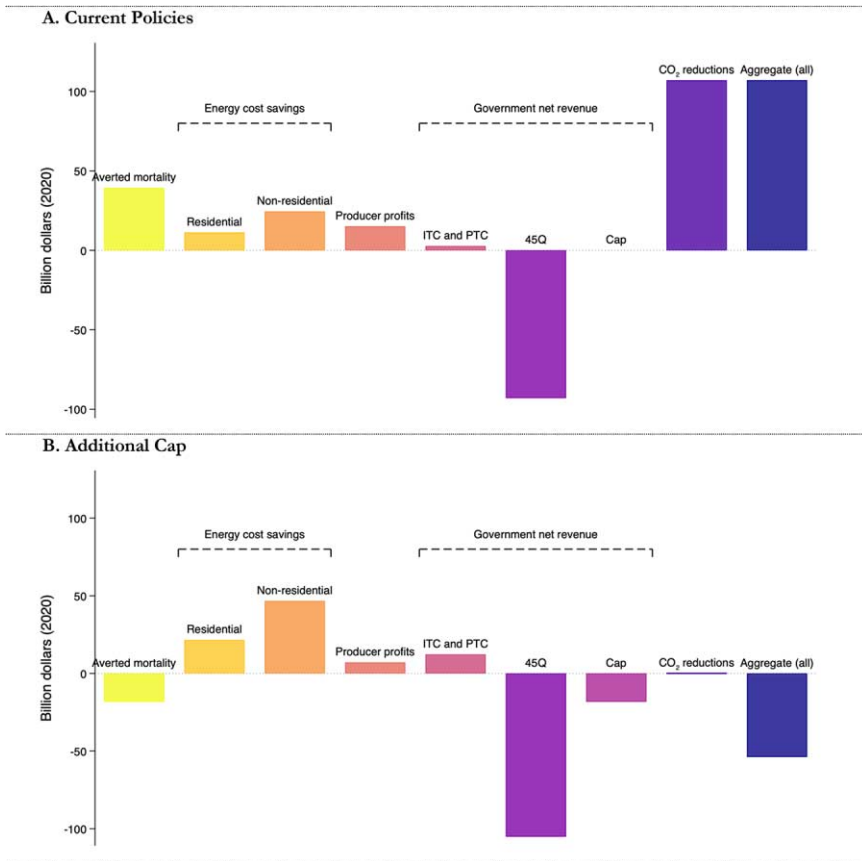 A. Current Policies
CO2 reductions Aggregate (all)
100
Energy cost savings Government net revenue
50
Averted mortality
Non-residential
Residential
Producer profits
ITC and PTC 45Q Cap
0
Billion dollars (2020)
-50
-100
B. Additional Cap
100
Energy cost savings Government net revenue
Non-residential
50
Residential
ITC and PTC
Averted mortality Producer profits 45Q Cap CO2 reductions Aggregate (all)
0
Billion dollars (2020)
-50
-100